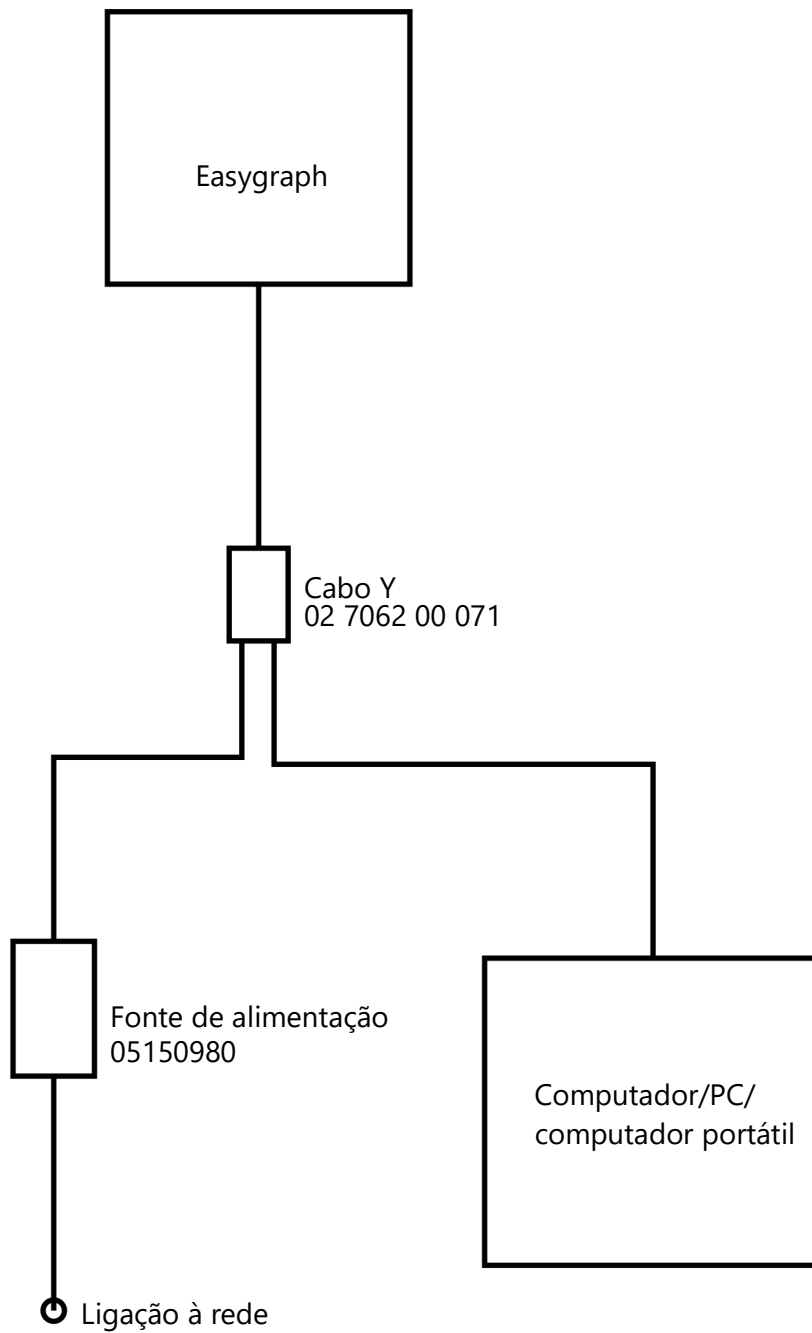 Easygraph
Cabo Y
02 7062 00 071
Fonte de alimentação
05150980
Computador/PC/
computador portátil
Ligação à rede